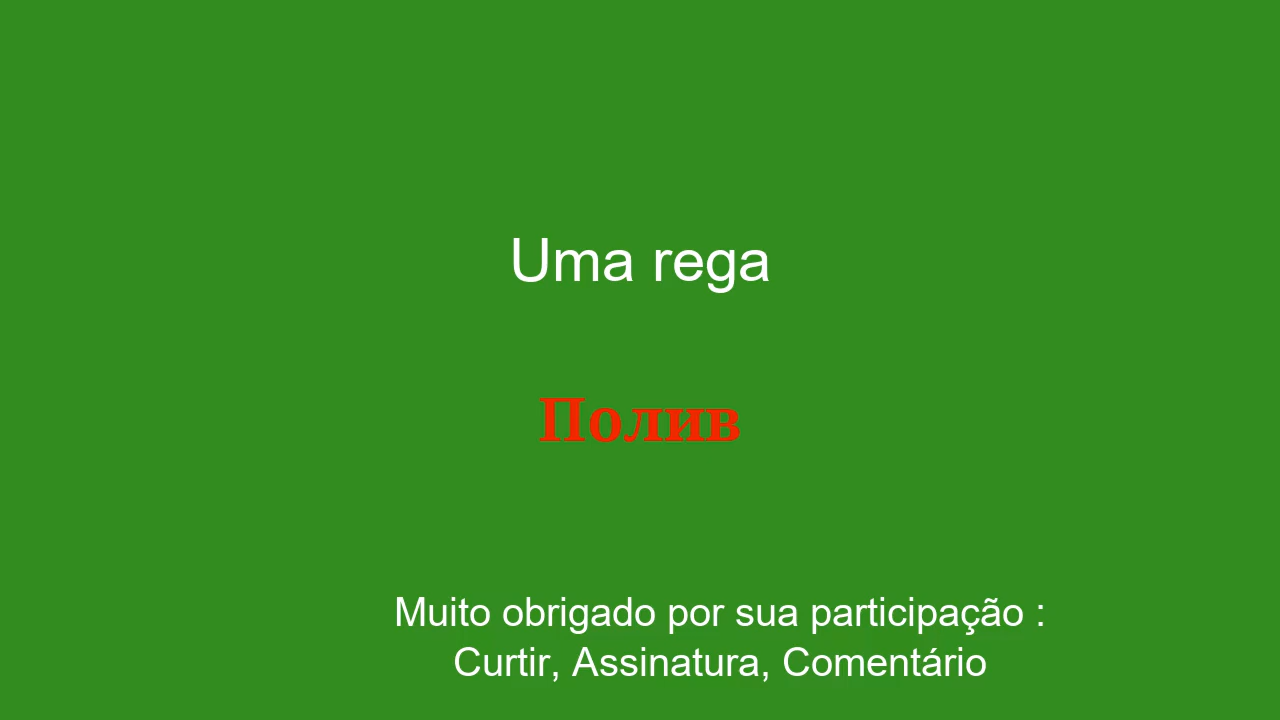 Uma rega
Полив
Muito obrigado por sua participação :
Curtir, Assinatura, Comentário